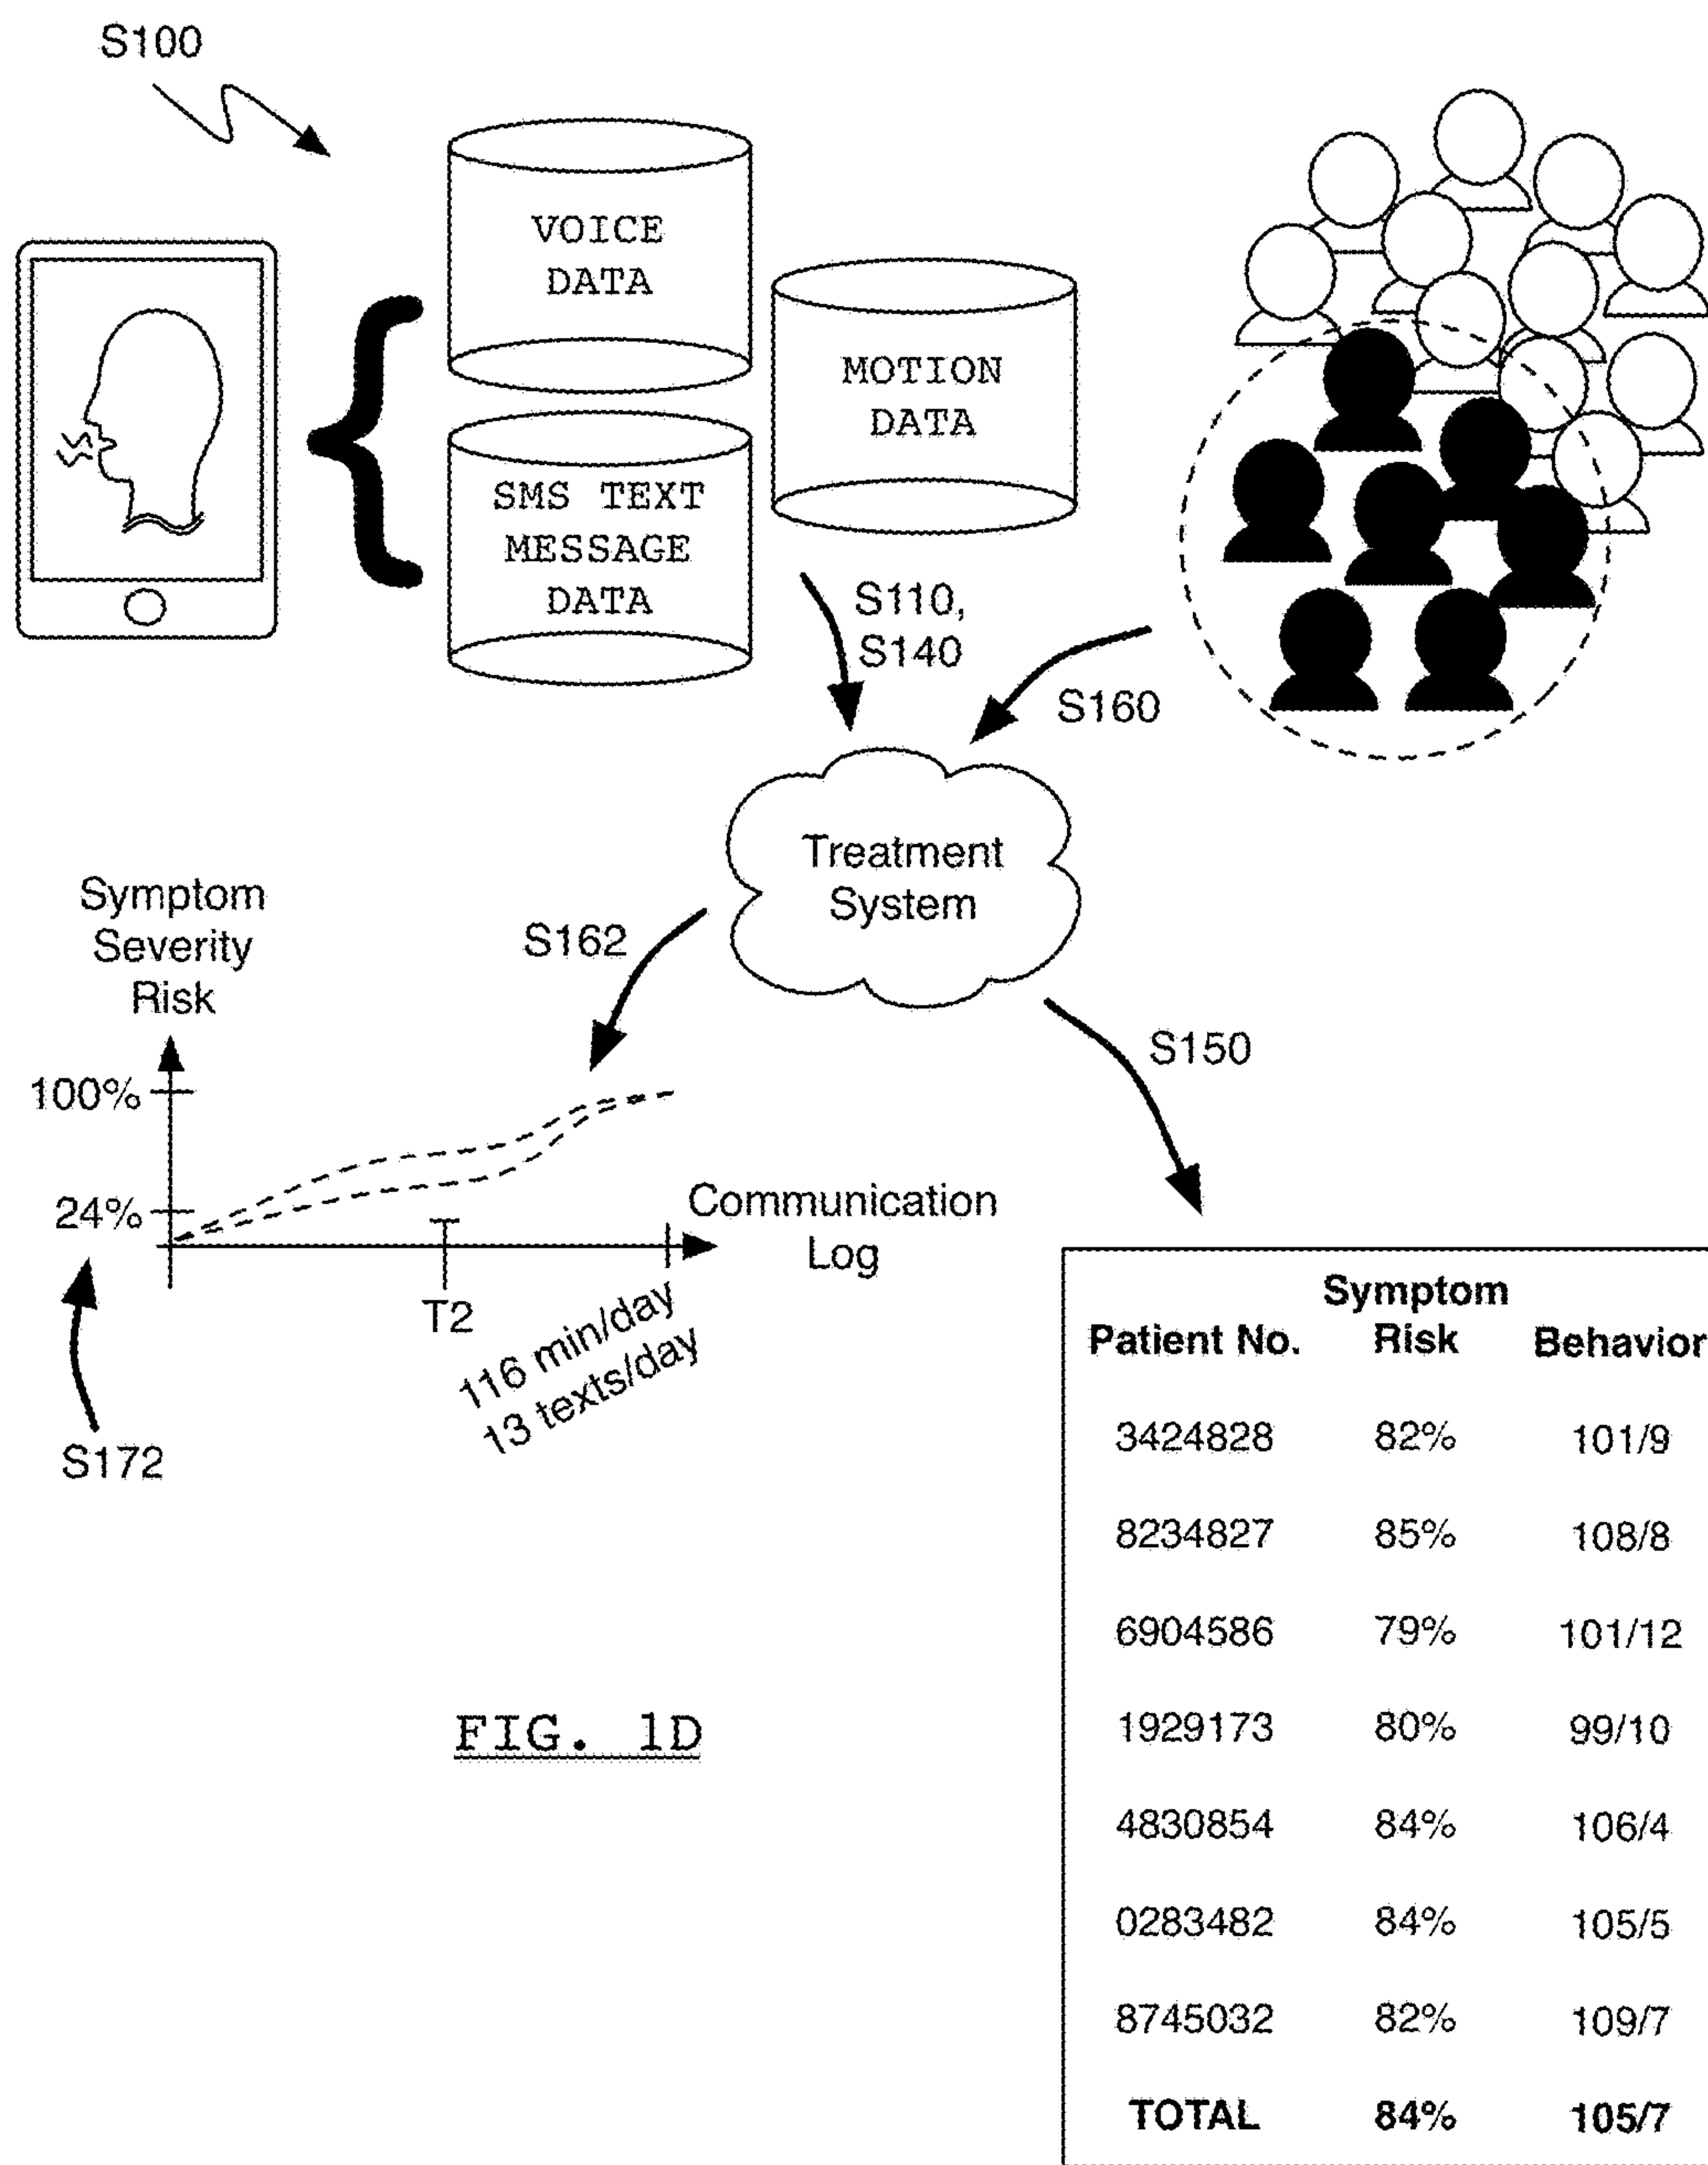 S100
VOICE
DATA
MOTION
DATA
SMS TEXT
MESSAGE
DATA
S110,
S140
S160
Treatment
System
S162
S150
Symptom
Severity
Risk
100%
24%
T2
Communication
Log
116 min/day
13 texts/day
S172
Symptom
Patient No. Risk Behavior
3424828 82% 101/9
8234827 85% 108/8
6904586 79% 101/12
1929173 80% 99/10
4830854 84% 106/4
0283482 84% 105/5
8745032 82% 109/7
TOTAL 84% 105/7
FIG. 1D